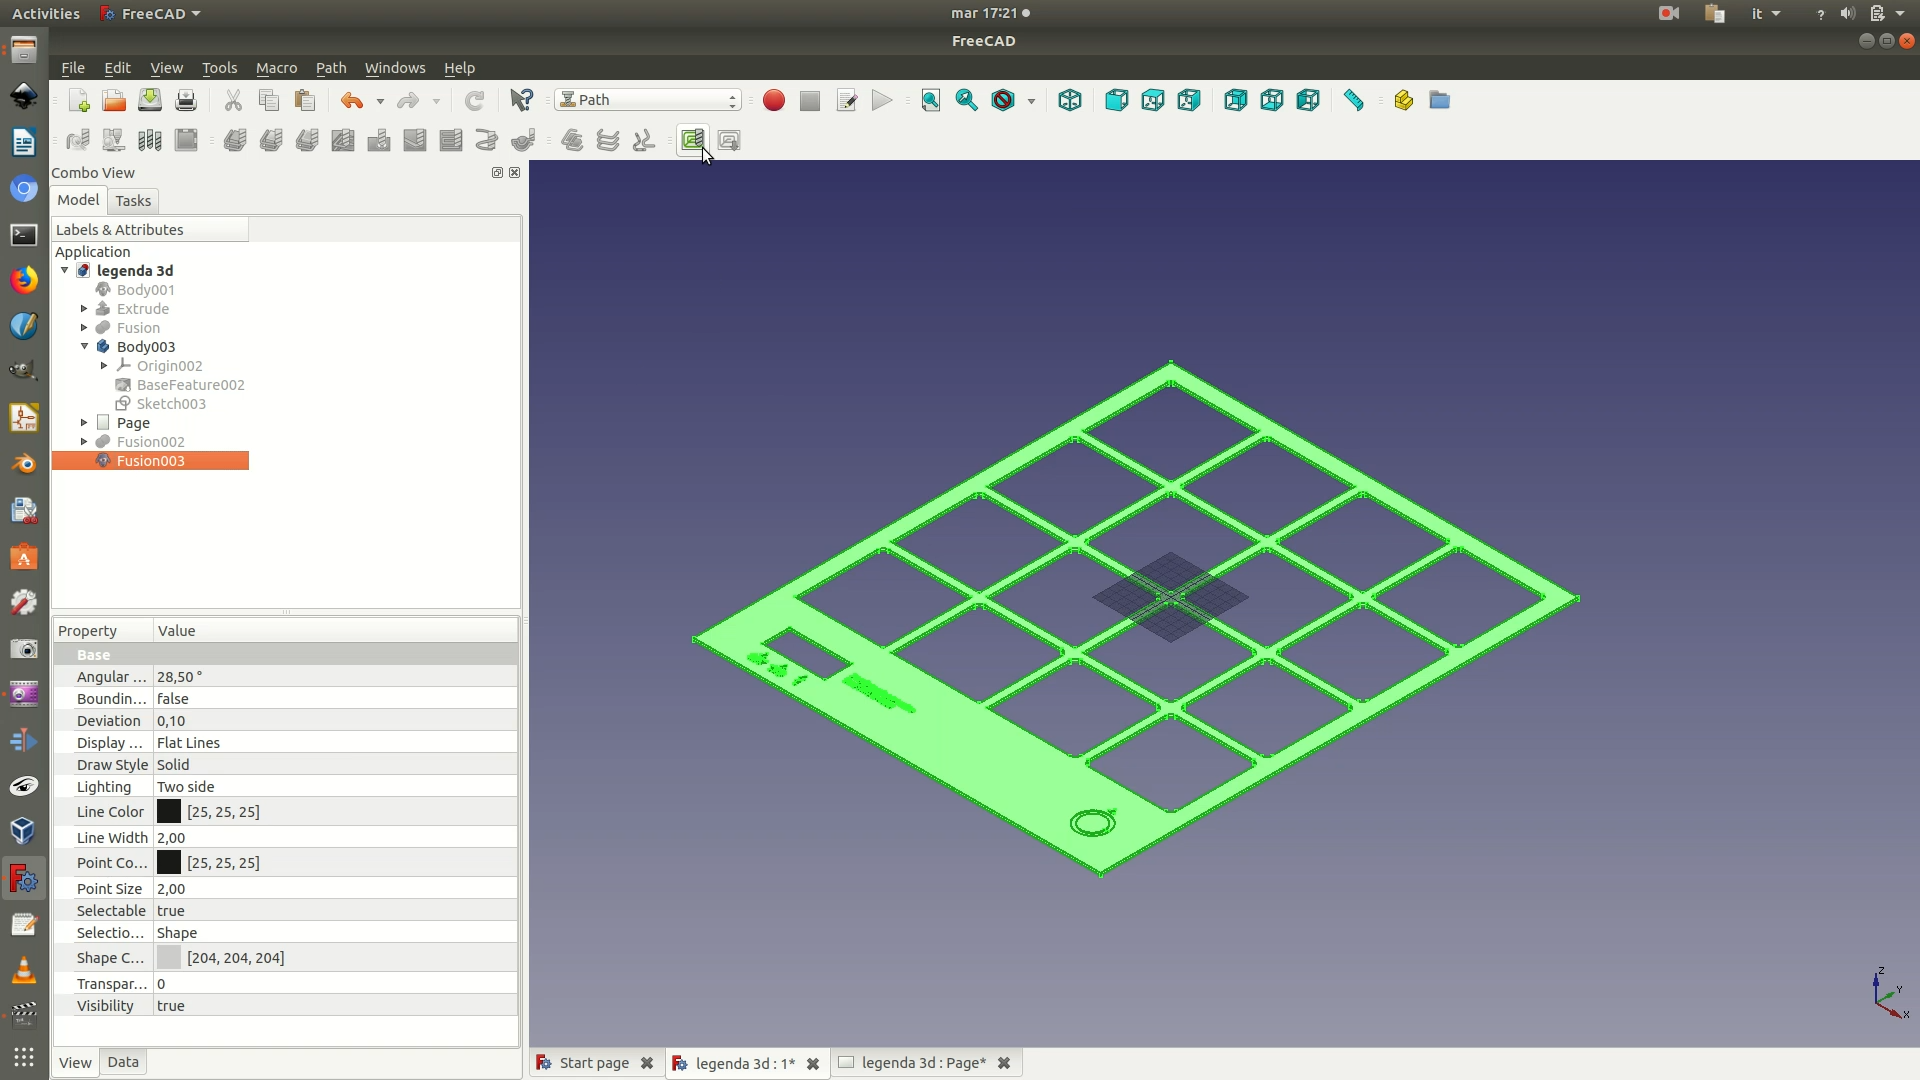 Activities FreeCAD mar 17:21 it ?
FreeCAD
File Edit View Tools Macro Path Windows Help
Path
Combo View
Model Tasks
Labels & Attributes
Application
legenda 3d
Body001
Extrude
Fusion
Body003
Origin002
BaseFeature002
Sketch003
Page
Fusion002
Fusion003
Property Value
Base
Angular ... 28,50 °
Boundin... false
Deviation 0,10
Display ... Flat Lines
Draw Style Solid
Lighting Two side
Line Color [25, 25, 25]
Line Width 2,00
Point Co... [25, 25, 25]
Point Size 2,00
Selectable true
Selectio... Shape
Shape C... [204, 204, 204]
Transpar... 0
Visibility true
View Data
Start page legenda 3d : 1* legenda 3d : Page*
Z
Y
X